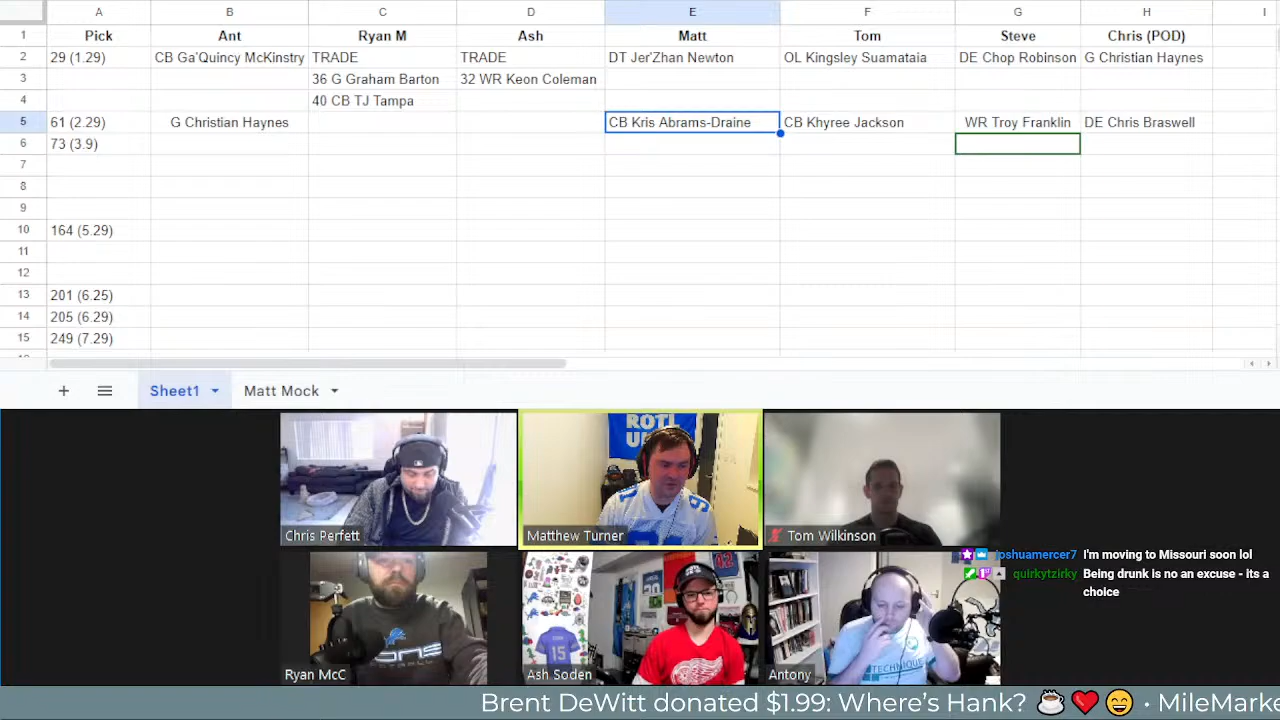 A B C D E F G H I
1 Pick Ant Ryan M Ash Matt Tom Steve Chris (POD)
2 29 (1.29) CB Ga'Quincy McKinstry TRADE TRADE DT Jer'Zhan Newton OL Kingsley Suamataia DE Chop Robinson G Christian Haynes
3 36 G Graham Barton 32 WR Keon Coleman
4 40 CB TJ Tampa
5 61 (2.29) G Christian Haynes CB Kris Abrams-Draine CB Khyree Jackson WR Troy Franklin DE Chris Braswell
6 73 (3.9)
7
8
9
10 164 (5.29)
11
12
13 201 (6.25)
14 205 (6.29)
15 249 (7.29)
Sheet1 Matt Mock
ROTL
Chris Perfett Matthew Turner Tom Wilkinson
joshuamercer7 I'm moving to Missouri soon lol
quirkytzirky Being drunk Is no an excuse - Its a
choice
15
TECHNIQUE
Ryan McC Ash Soden Antony
Brent DeWitt donated $1.99: Where's Hank? ☕❤️😄 • MileMarke